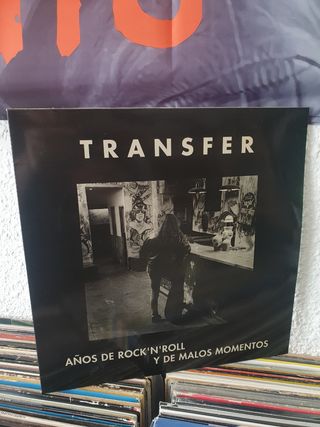 TRANSFER
AÑOS DE ROCK'N'ROLL
Y DE MALOS MOMENTOS